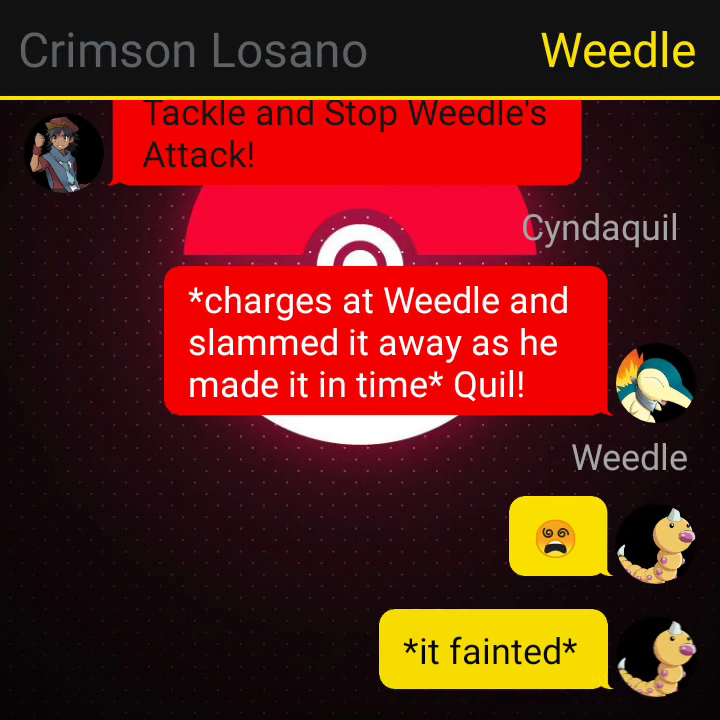 Crimson Losano
Weedle
Tackle and Stop Weedle's
Attack!
Cyndaquil
*charges at Weedle and
slammed it away as he
made it in time* Quil!
Weedle
*it fainted*